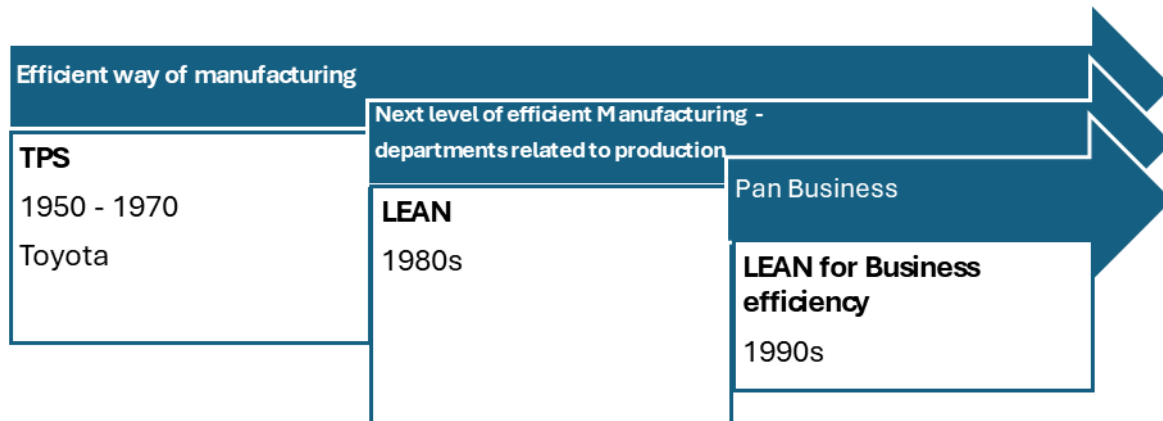 Efficient way of manufacturing
TPS
1950 - 1970
Toyota
Next level of efficient Manufacturing -
departments related to production
LEAN
1980s
Pan Business
LEAN for Business
efficiency
1990s